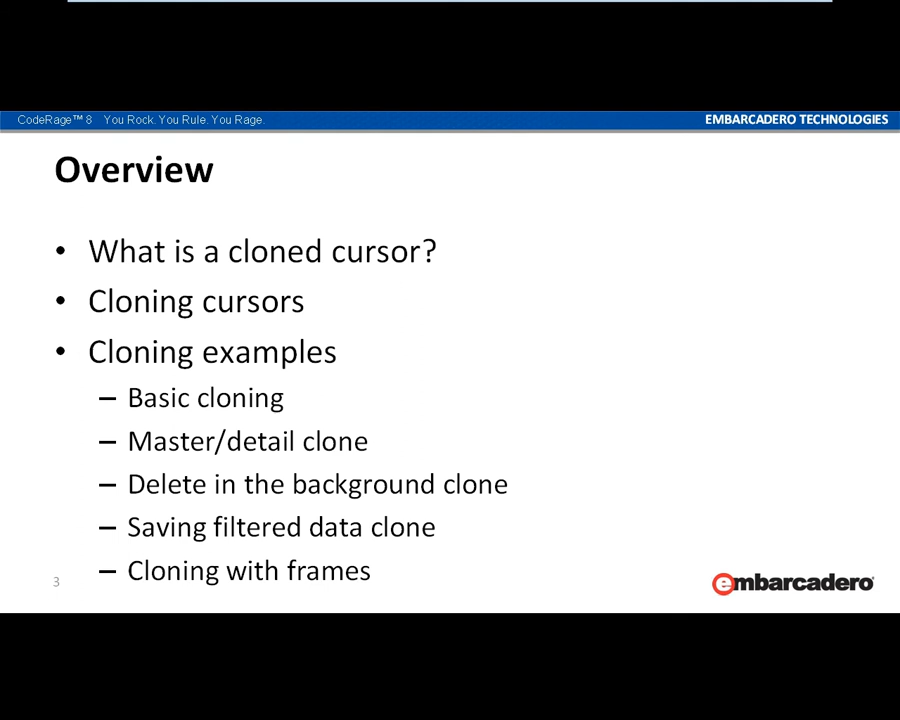 CodeRage™ 8 You Rock. You Rule. You Rage.
EMBARCADERO TECHNOLOGIES
Overview
• What is a cloned cursor?
• Cloning cursors
• Cloning examples
– Basic cloning
– Master/detail clone
– Delete in the background clone
– Saving filtered data clone
– Cloning with frames
3
embarcadero